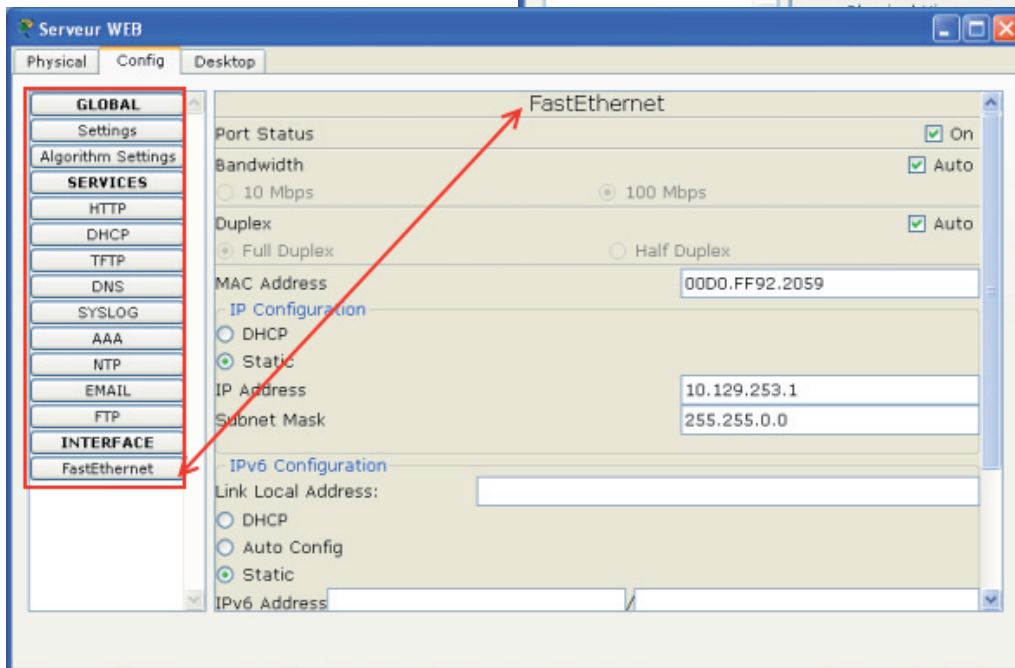 Serveur WEB
Physical Config Desktop
GLOBAL
Settings
Algorithm Settings
SERVICES
HTTP
DHCP
TFTP
DNS
SYSLOG
AAA
NTP
EMAIL
FTP
INTERFACE
FastEthernet
FastEthernet
Port Status On
Bandwidth Auto
10 Mbps 100 Mbps
Duplex Auto
Full Duplex Half Duplex
MAC Address 00D0.FF92.2059
IP Configuration
DHCP
Static
IP Address 10.129.253.1
Subnet Mask 255.255.0.0
IPv6 Configuration
Link Local Address:
DHCP
Auto Config
Static
IPv6 Address /